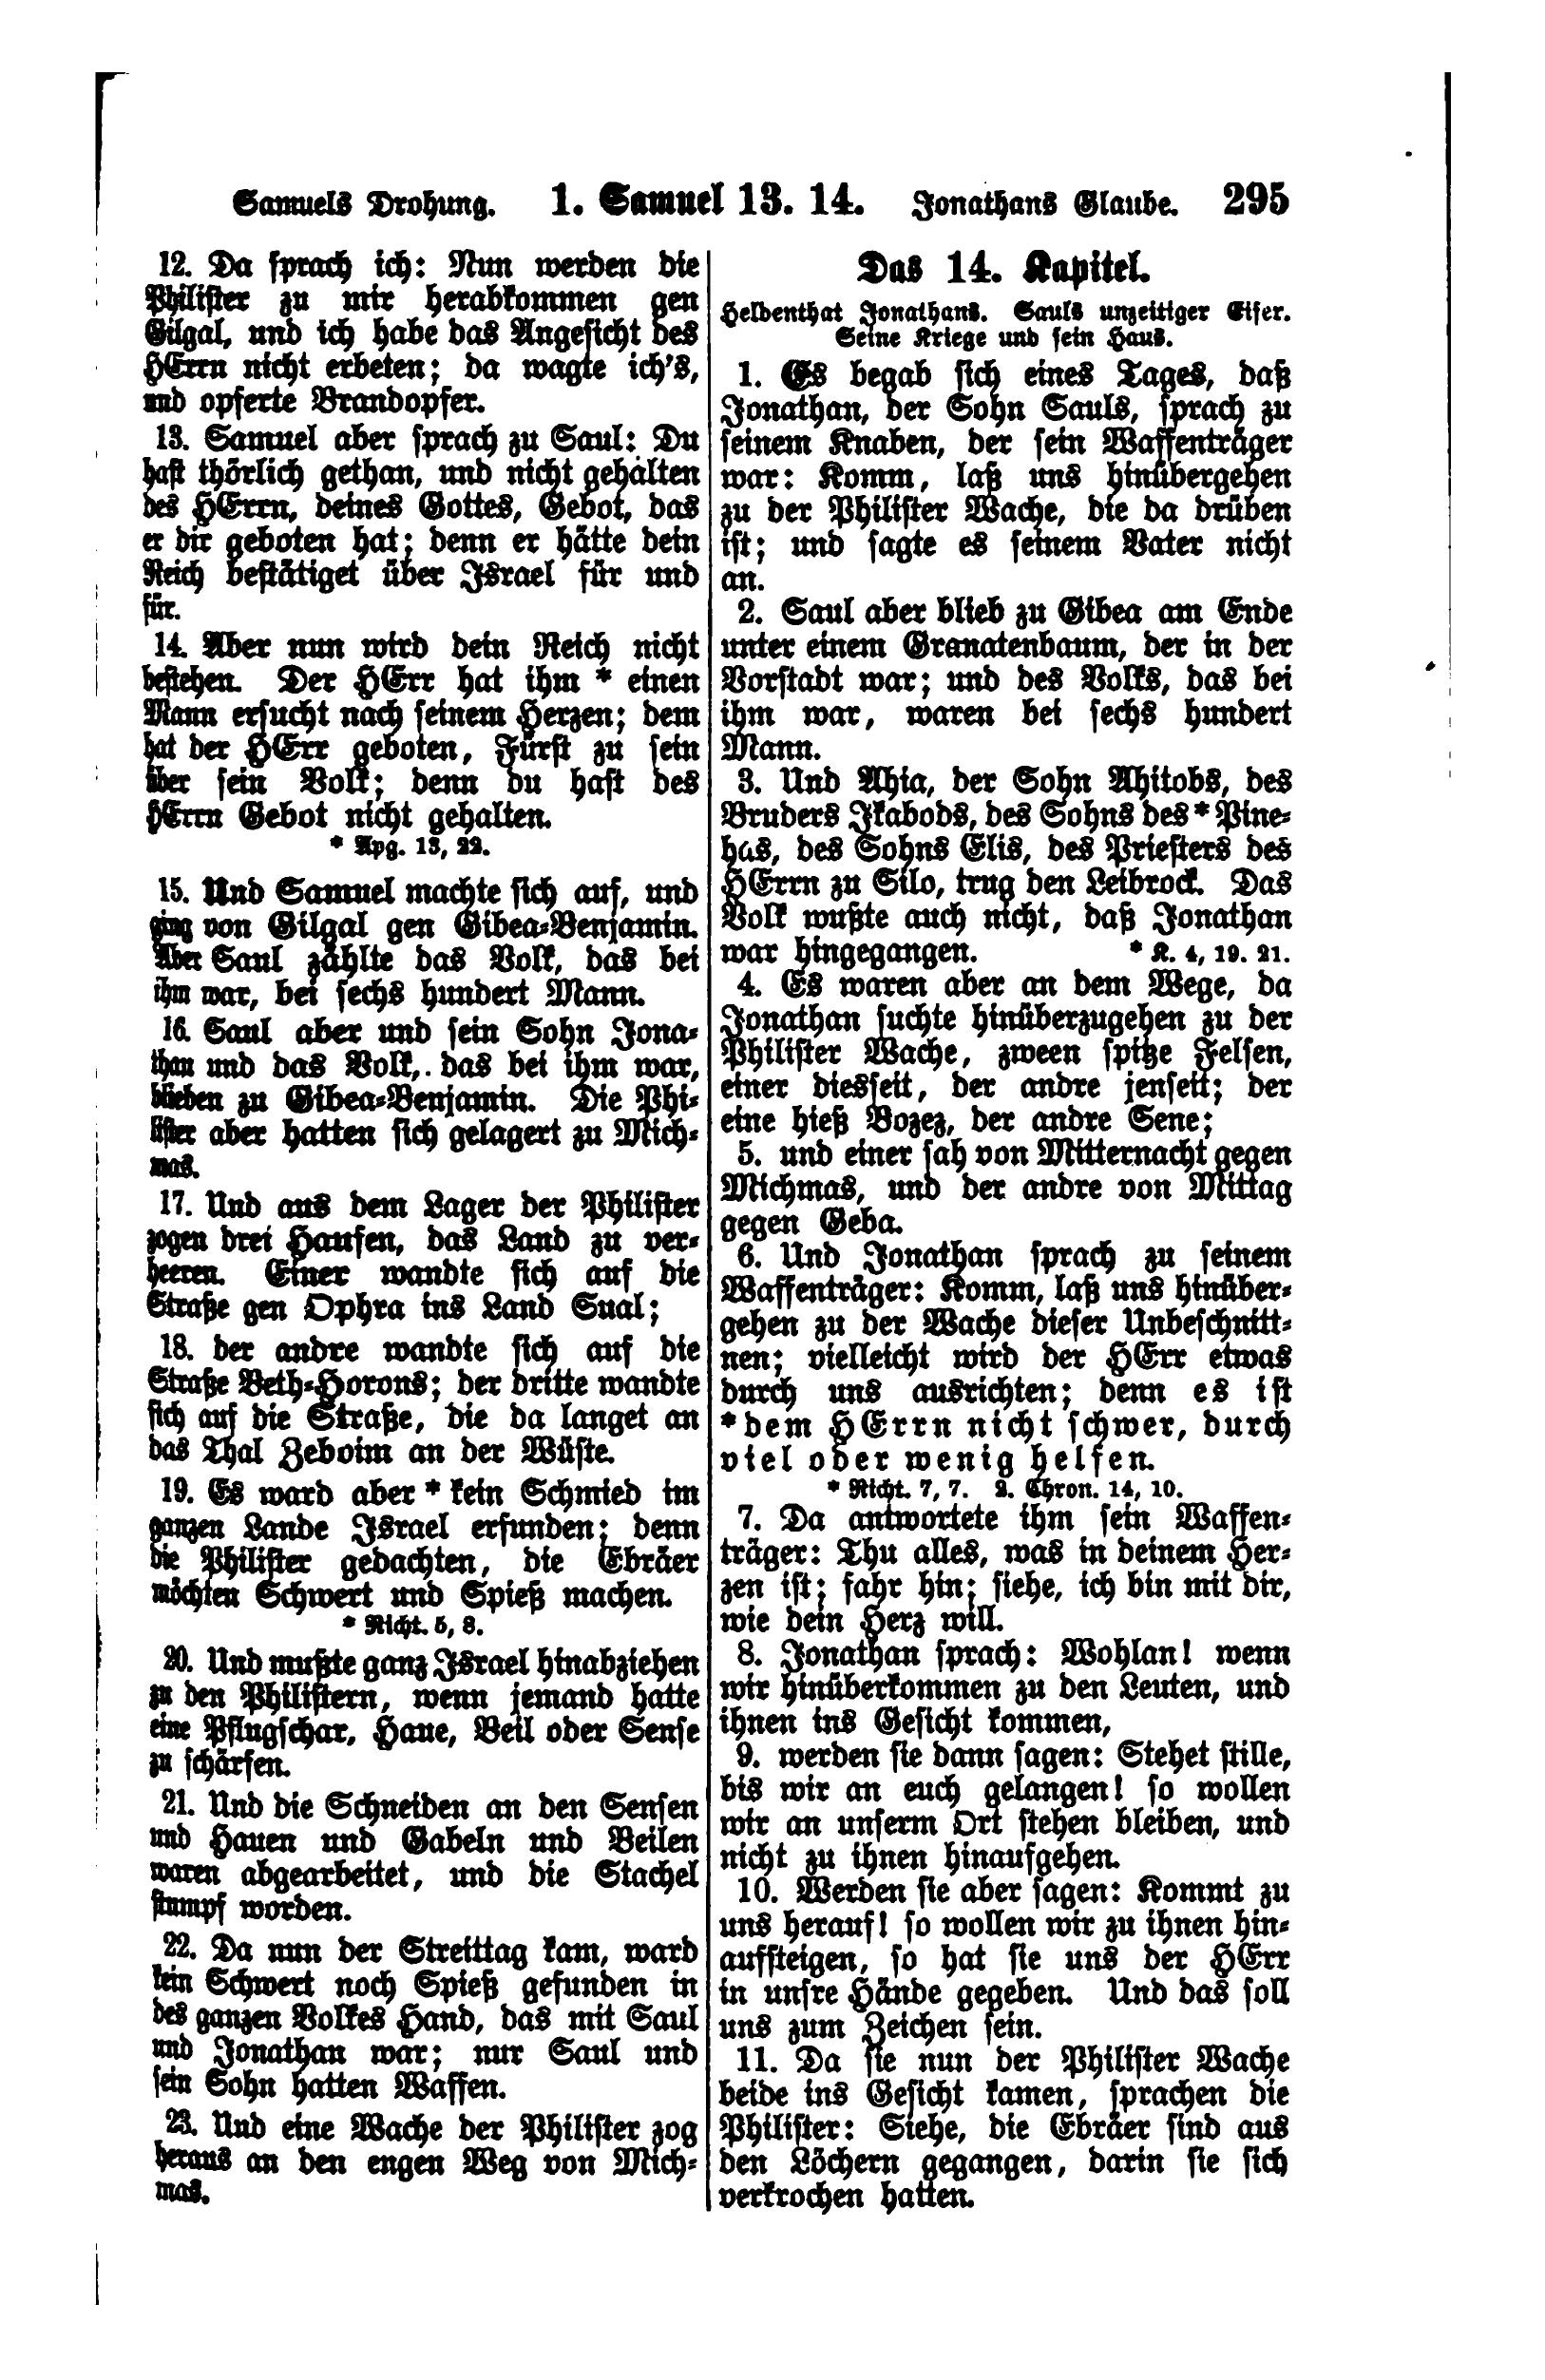 Samuels Drohung. 1. Samuel 13. 14. Jonathans Glaube. 295
12. Da sprach ich: Nun werden die
Philister zu mir herabkommen gen
Gilgal, und ich habe das Angesicht des
HErrn nicht erbeten; da wagte ich's,
und opferte Brandopfer.
13. Samuel aber sprach zu Saul: Du
hast thörlich gethan, und nicht gehalten
des HErrn, deines Gottes, Gebot, das
er dir geboten hat; denn er hätte dein
Reich bestätiget über Israel für und
für.
14. Aber nun wird dein Reich nicht
bestehen. Der HErr hat ihm * einen
Mann ersucht nach seinem Herzen; dem
hat der HErr geboten, Fürst zu sein
über sein Volk; denn du hast des
HErrn Gebot nicht gehalten.
* Apg. 13, 22.
15. Und Samuel machte sich auf, und
ging von Gilgal gen Gibea-Benjamin.
Aber Saul zählte das Volk, das bei
ihm war, bei sechs hundert Mann.
16. Saul aber und sein Sohn Jona-
than und das Volk, das bei ihm war,
blieben zu Gibea-Benjamin. Die Phi-
lister aber hatten sich gelagert zu Mich-
mas.
17. Und aus dem Lager der Philister
zogen drei Haufen, das Land zu ver-
heeren. Einer wandte sich auf die
Straße gen Ophra ins Land Sual;
18. der andre wandte sich auf die
Straße Beth-Horons; der dritte wandte
sich auf die Straße, die da langet an
das Thal Zeboim an der Wüste.
19. Es ward aber * kein Schmied im
ganzen Lande Israel erfunden; denn
die Philister gedachten, die Ebräer
möchten Schwert und Spieß machen.
* Richt. 5, 8.
20. Und mußte ganz Israel hinabziehen
zu den Philistern, wenn jemand hatte
eine Pflugschar, Haue, Beil oder Sense
zu schärfen.
21. Und die Schneiden an den Sensen
und Hauen und Gabeln und Beilen
waren abgearbeitet, und die Stachel
stumpf worden.
22. Da nun der Streittag kam, ward
kein Schwert noch Spieß gefunden in
des ganzen Volkes Hand, das mit Saul
und Jonathan war; nur Saul und
sein Sohn hatten Waffen.
23. Und eine Wache der Philister zog
heraus an den engen Weg von Mich-
mas.
Das 14. Kapitel.
Heldenthat Jonathans. Sauls unzeitiger Eifer.
Seine Kriege und sein Haus.
1. Es begab sich eines Tages, daß
Jonathan, der Sohn Sauls, sprach zu
seinem Knaben, der sein Waffenträger
war: Komm, laß uns hinübergehen
zu der Philister Wache, die da drüben
ist; und sagte es seinem Vater nicht
an.
2. Saul aber blieb zu Gibea am Ende
unter einem Granatenbaum, der in der
Vorstadt war; und des Volks, das bei
ihm war, waren bei sechs hundert
Mann.
3. Und Ahia, der Sohn Ahitobs, des
Bruders Ikabods, des Sohns des * Pine-
has, des Sohns Elis, des Priesters des
HErrn zu Silo, trug den Leibrock. Das
Volk wußte auch nicht, daß Jonathan
war hingegangen. * K. 4, 19. 21.
4. Es waren aber an dem Wege, da
Jonathan suchte hinüberzugehen zu der
Philister Wache, zween spitze Felsen,
einer diesseit, der andre jenseit; der
eine hieß Bozez, der andre Sene;
5. und einer sah von Mitternacht gegen
Michmas, und der andre von Mittag
gegen Geba.
6. Und Jonathan sprach zu seinem
Waffenträger: Komm, laß uns hinüber-
gehen zu der Wache dieser Unbeschnitt-
nen; vielleicht wird der HErr etwas
durch uns ausrichten; denn es ist
* dem HErrn nicht schwer, durch
viel oder wenig helfen.
* Richt. 7, 7. 2. Chron. 14, 10.
7. Da antwortete ihm sein Waffen-
träger: Thu alles, was in deinem Her-
zen ist; fahr hin; siehe, ich bin mit dir,
wie dein Herz will.
8. Jonathan sprach: Wohlan! wenn
wir hinüberkommen zu den Leuten, und
ihnen ins Gesicht kommen,
9. werden sie dann sagen: Stehet stille,
bis wir an euch gelangen! so wollen
wir an unserm Ort stehen bleiben, und
nicht zu ihnen hinaufgehen.
10. Werden sie aber sagen: Kommt zu
uns herauf! so wollen wir zu ihnen hin-
aufsteigen, so hat sie uns der HErr
in unsre Hände gegeben. Und das soll
uns zum Zeichen sein.
11. Da sie nun der Philister Wache
beide ins Gesicht kamen, sprachen die
Philister: Siehe, die Ebräer sind aus
den Löchern gegangen, darin sie sich
verkrochen hatten.